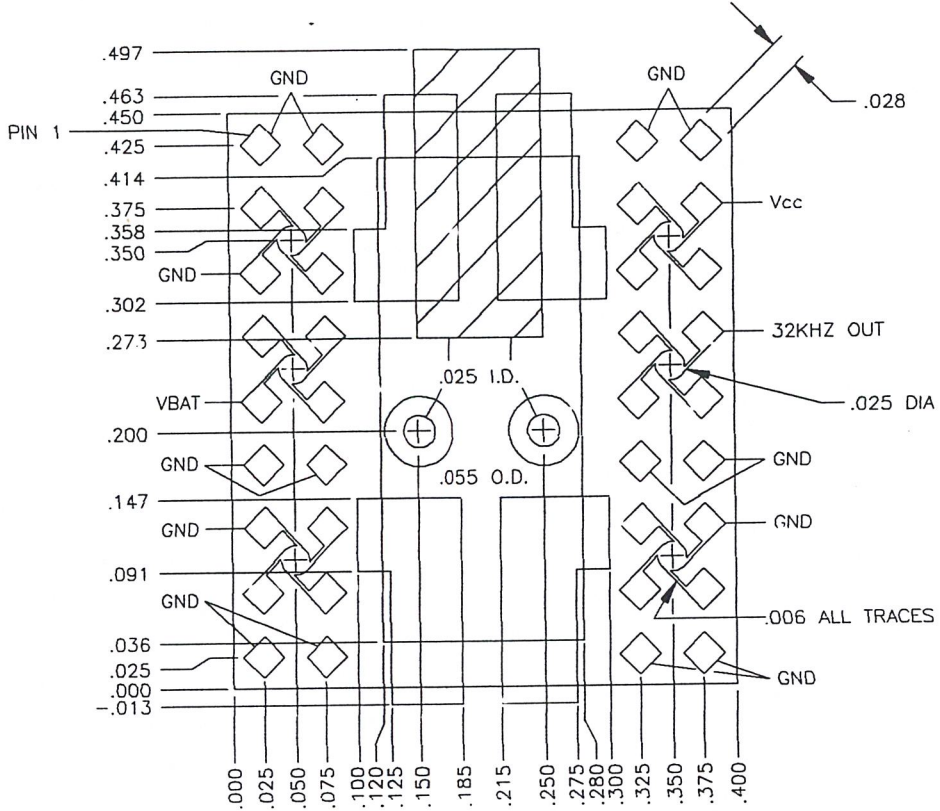 .497
GND
GND
.463
.450
.028
PIN 1
.425
.414
.375
Vcc
.358
.350
GND
.302
.273
32KHZ OUT
.025 I.D.
VBAT
.025 DIA
.200
GND
.055 O.D.
GND
.147
GND
GND
.091
GND
.006 ALL TRACES
.036
.025
GND
.000
-.013
.000
.025
.050
.075
.100
.120
.125
.150
.185
.215
.250
.275
.280
.300
.325
.350
.375
.400